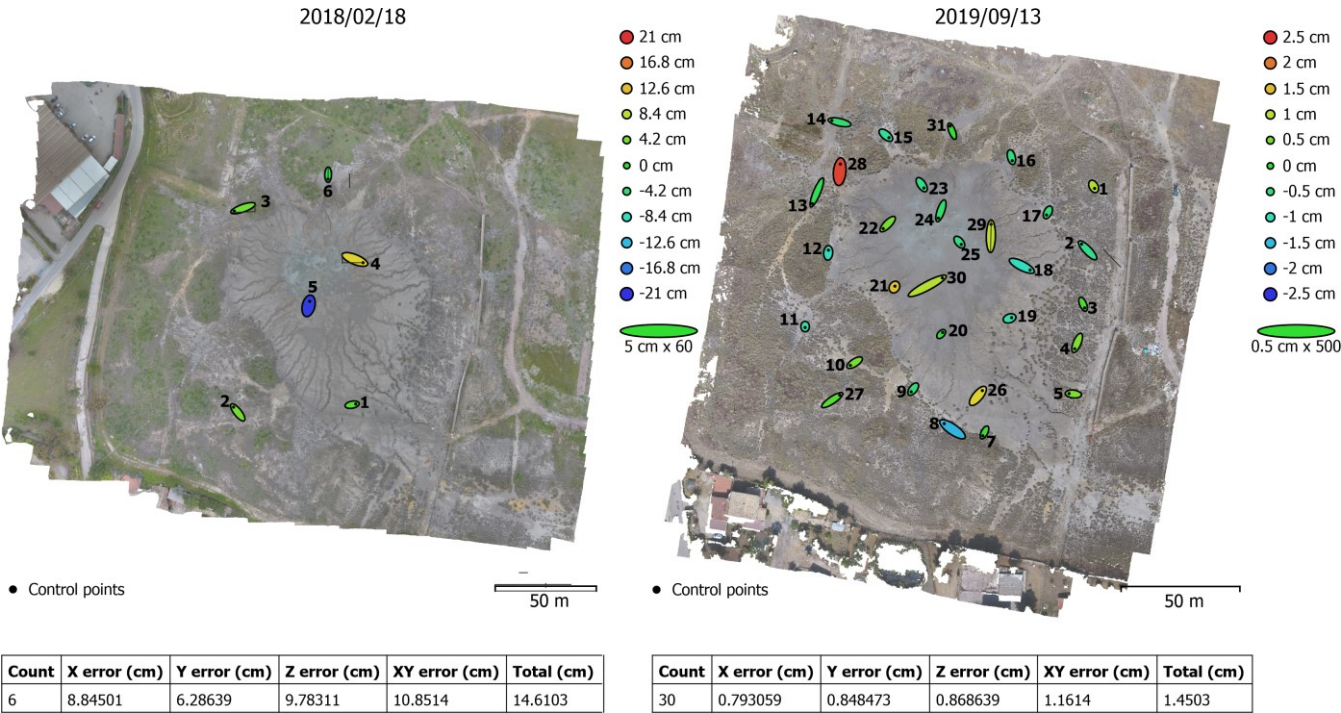 2018/02/18
21 cm
16.8 cm
12.6 cm
8.4 cm
4.2 cm
0 cm
-4.2 cm
-8.4 cm
-12.6 cm
-16.8 cm
-21 cm
5 cm x 60
6
3
4
5
2
1
Control points
50 m
Count X error (cm) Y error (cm) Z error (cm) XY error (cm) Total (cm)
6 8.84501 6.28639 9.78311 10.8514 14.6103
2019/09/13
2.5 cm
2 cm
1.5 cm
1 cm
0.5 cm
0 cm
-0.5 cm
-1 cm
-1.5 cm
-2 cm
-2.5 cm
0.5 cm x 500
14
15
31
16
28
23
1
13
24
17
22
29
12
25
2
18
21
30
3
11
19
20
4
10
9
26
5
27
8
7
Control points
50 m
Count X error (cm) Y error (cm) Z error (cm) XY error (cm) Total (cm)
30 0.793059 0.848473 0.868639 1.1614 1.4503